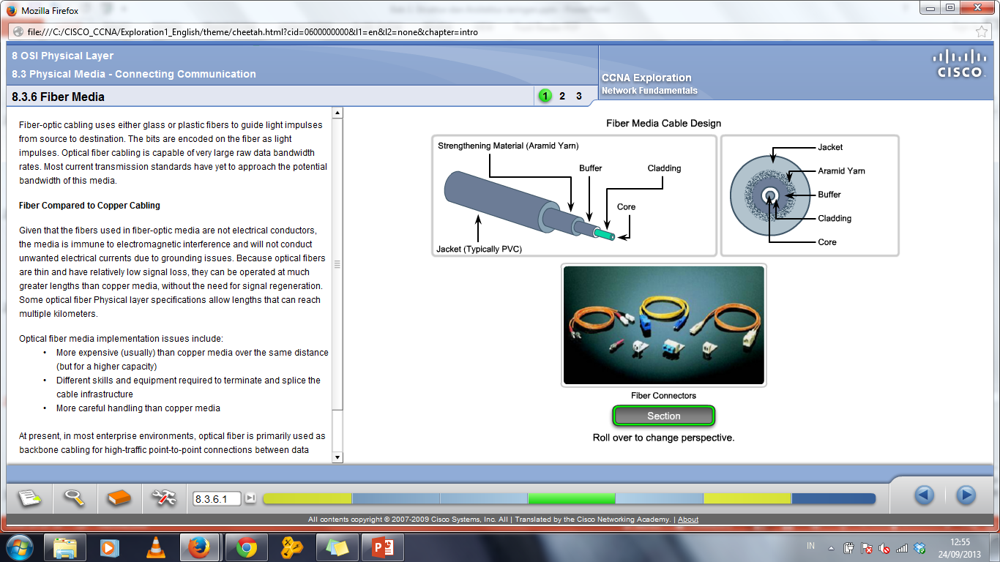 Mozilla Firefox
file:///C:/CISCO_CCNA/Exploration1_English/theme/cheetah.html?cid=0600000000&l1=en&l2=none&chapter=intro
8 OSI Physical Layer
8.3 Physical Media - Connecting Communication
CCNA Exploration
Network Fundamentals
CISCO
8.3.6 Fiber Media
1 2 3
Fiber-optic cabling uses either glass or plastic fibers to guide light impulses
from source to destination. The bits are encoded on the fiber as light
impulses. Optical fiber cabling is capable of very large raw data bandwidth
rates. Most current transmission standards have yet to approach the potential
bandwidth of this media.
Fiber Compared to Copper Cabling
Given that the fibers used in fiber-optic media are not electrical conductors,
the media is immune to electromagnetic interference and will not conduct
unwanted electrical currents due to grounding issues. Because optical fibers
are thin and have relatively low signal loss, they can be operated at much
greater lengths than copper media, without the need for signal regeneration.
Some optical fiber Physical layer specifications allow lengths that can reach
multiple kilometers.
Optical fiber media implementation issues include:
• More expensive (usually) than copper media over the same distance
(but for a higher capacity)
• Different skills and equipment required to terminate and splice the
cable infrastructure
• More careful handling than copper media
At present, in most enterprise environments, optical fiber is primarily used as
backbone cabling for high-traffic point-to-point connections between data
Fiber Media Cable Design
Strengthening Material (Aramid Yarn)
Buffer
Cladding
Core
Jacket (Typically PVC)
Jacket
Aramid Yarn
Buffer
Cladding
Core
Fiber Connectors
Section
Roll over to change perspective.
8.3.6.1
All contents copyright © 2007-2009 Cisco Systems, Inc. All | Translated by the Cisco Networking Academy. | About
IN
12:55
24/09/2013